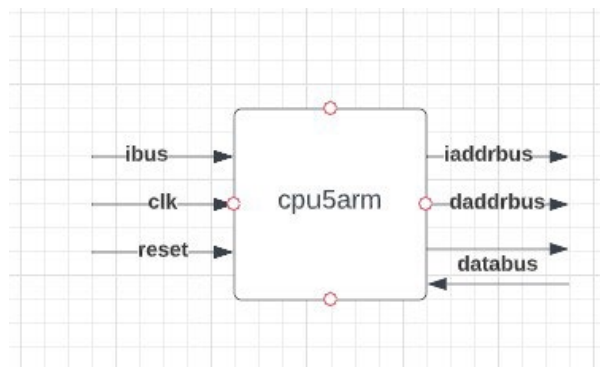 ibus
clk
reset
cpu5arm
iaddrbus
daddrbus
databus